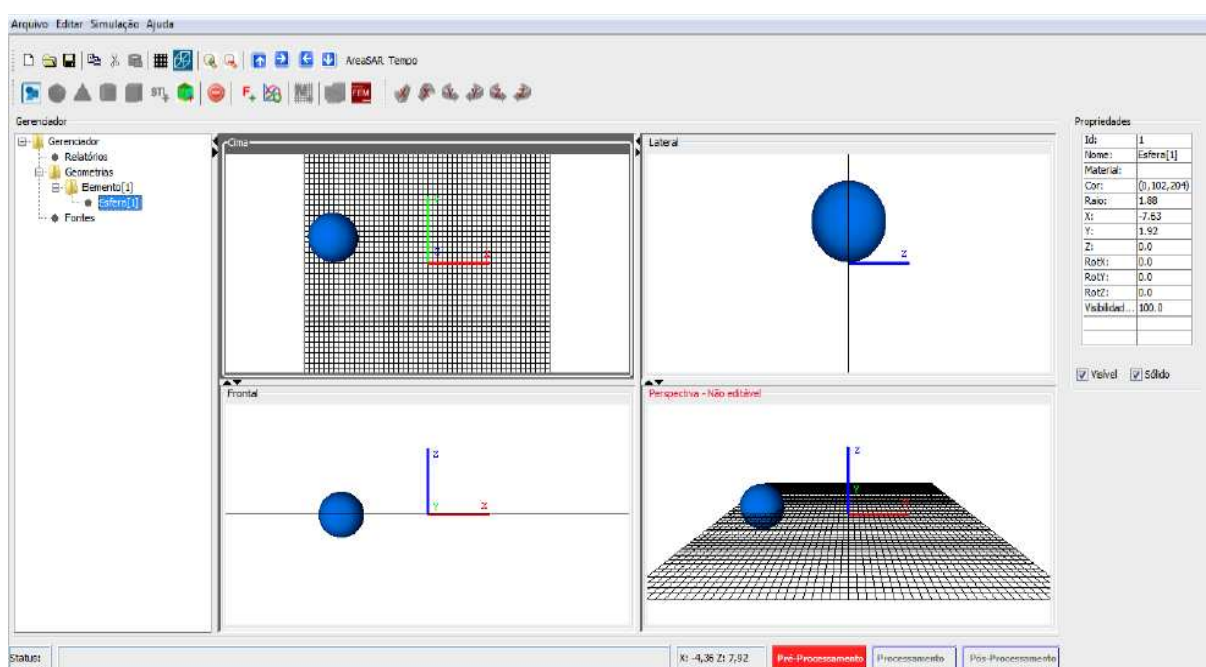 Arquivo Editar Simulação Ajuda
AreaSAR Tempo
STL F+ FEM
Gerenciador
Gerenciador
Relatórios
Geometrias
Elemento[1]
Esfera[1]
Fontes
Cima
Y
Z
X
Lateral
Z
Frontal
Z
Y
X
Perspectiva - Não editável
Z
Y
X
Propriedades
Id: 1
Nome: Esfera[1]
Material:
Cor: (0,102,204)
Raio: 1.88
X: -7.63
Y: 1.92
Z: 0.0
RotX: 0.0
RotY: 0.0
RotZ: 0.0
Visibilidad... 100.0
Visível Sólido
Status: X: -4,36 Z: 7,92 Pré-Processamento Processamento Pós-Processamento